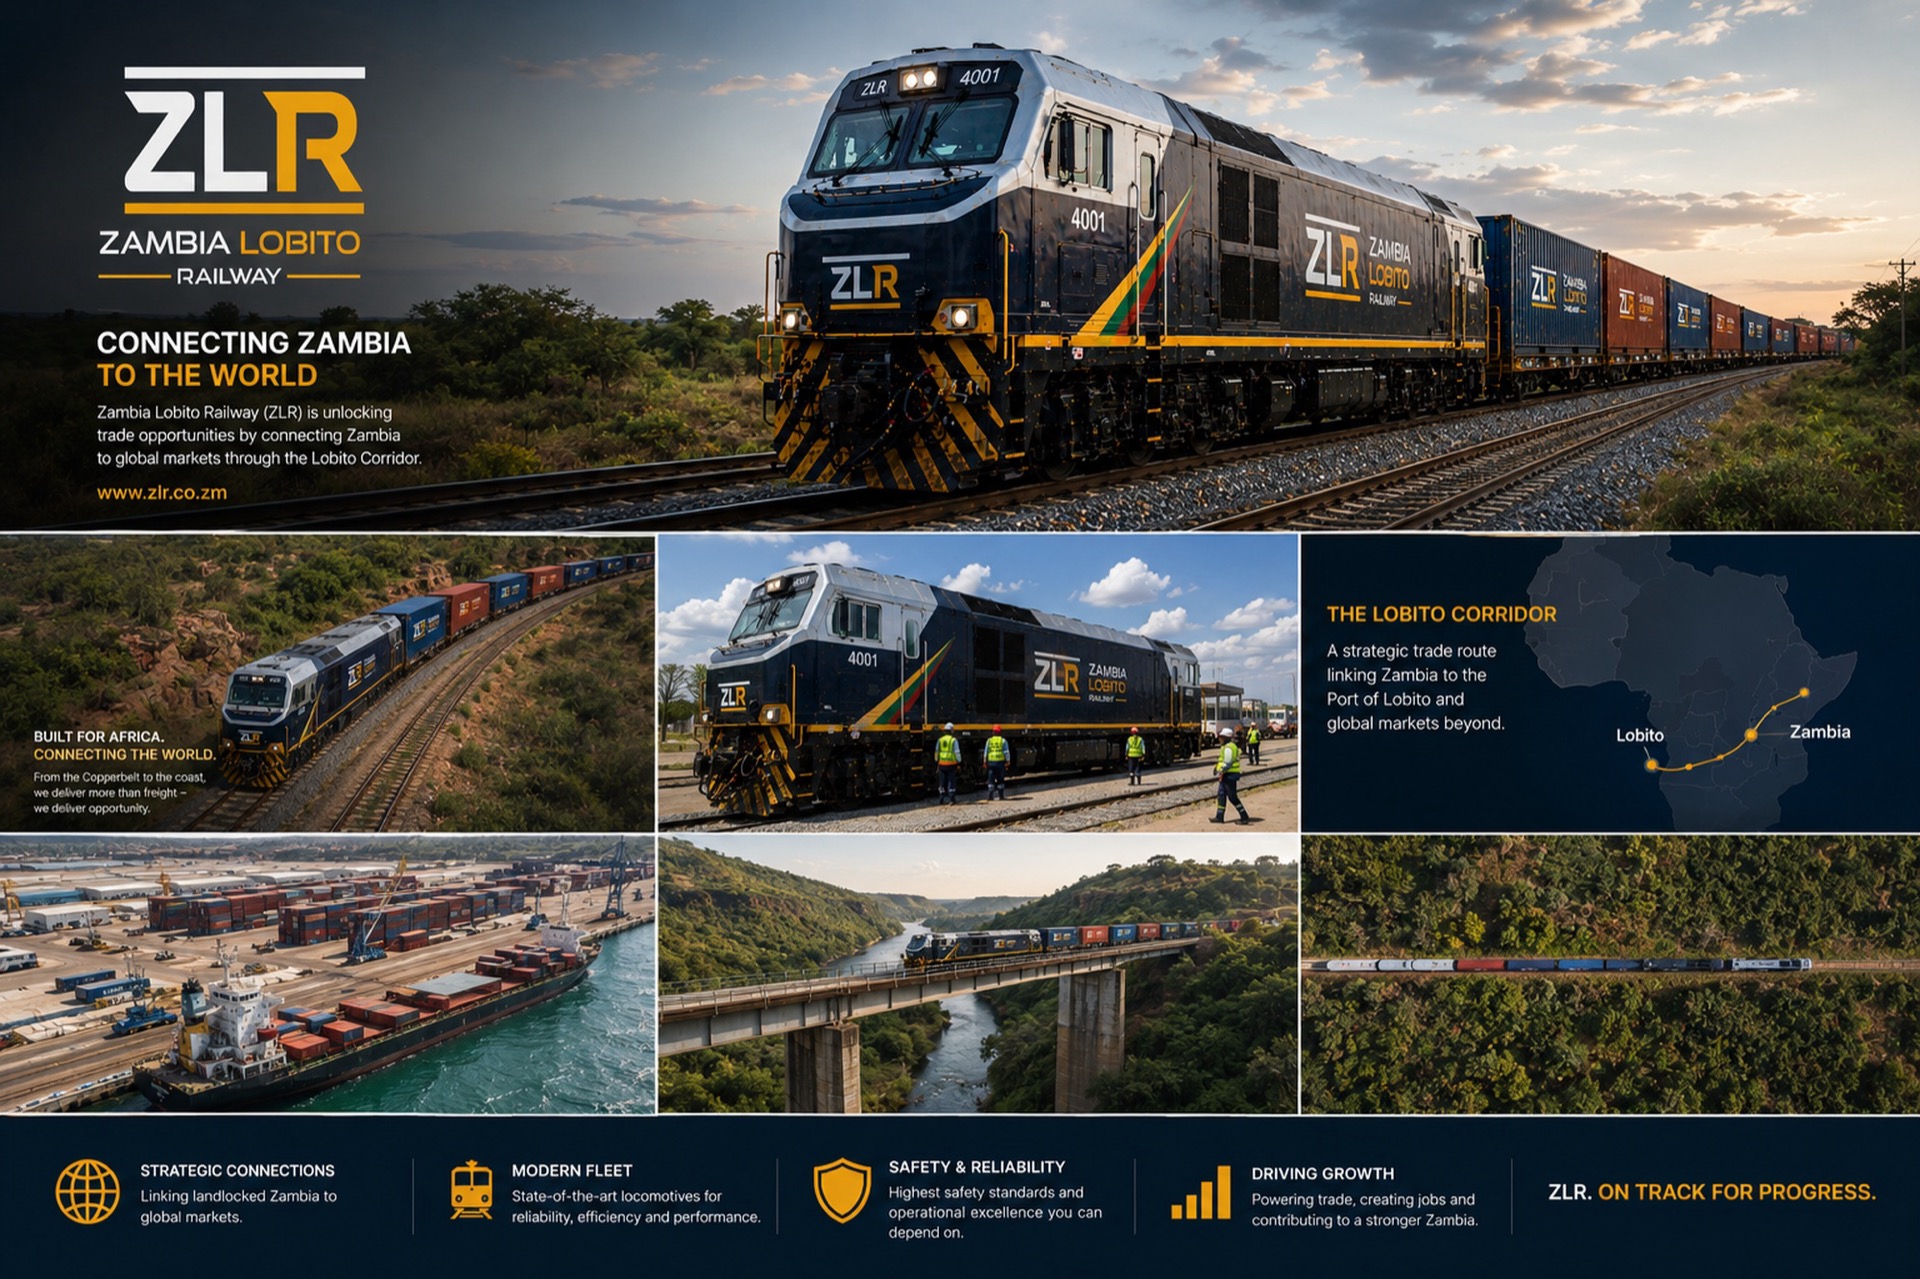 ZLR
ZAMBIA LOBITO
RAILWAY
CONNECTING ZAMBIA
TO THE WORLD
Zambia Lobito Railway (ZLR) is unlocking
trade opportunities by connecting Zambia
to global markets through the Lobito Corridor.
www.zlr.co.zm
ZLR 4001
4001
ZLR
ZLR
ZAMBIA
LOBITO
RAILWAY
ZLR
ZLR
ZLR
BUILT FOR AFRICA.
CONNECTING THE WORLD.
From the Copperbelt to the coast,
we deliver more than freight –
we deliver opportunity.
ZLR
ZLR
4001
ZLR
ZLR
ZAMBIA
LOBITO
THE LOBITO CORRIDOR
A strategic trade route
linking Zambia to the
Port of Lobito and
global markets beyond.
Lobito
Zambia
STRATEGIC CONNECTIONS
Linking landlocked Zambia to
global markets.
MODERN FLEET
State-of-the-art locomotives for
reliability, efficiency and performance.
SAFETY & RELIABILITY
Highest safety standards and
operational excellence you can
depend on.
DRIVING GROWTH
Powering trade, creating jobs and
contributing to a stronger Zambia.
ZLR. ON TRACK FOR PROGRESS.